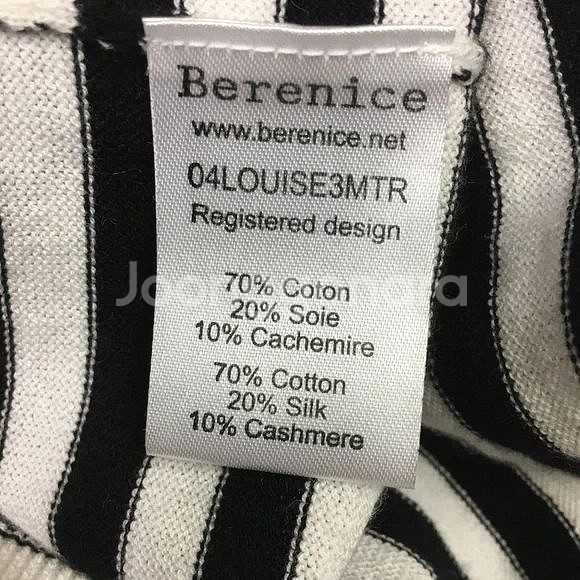 Berenice
www.berenice.net
04LOUISE3MTR
Registered design
70% Coton
20% Soie
10% Cachemire
70% Cotton
20% Silk
10% Cashmere